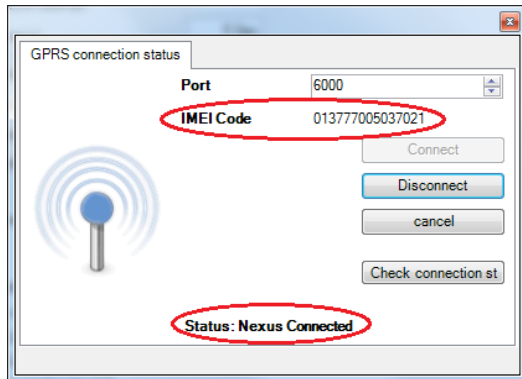 GPRS connection status
Port 6000
IMEI Code 013777005037021
Connect
Disconnect
cancel
Check connection st
Status: Nexus Connected